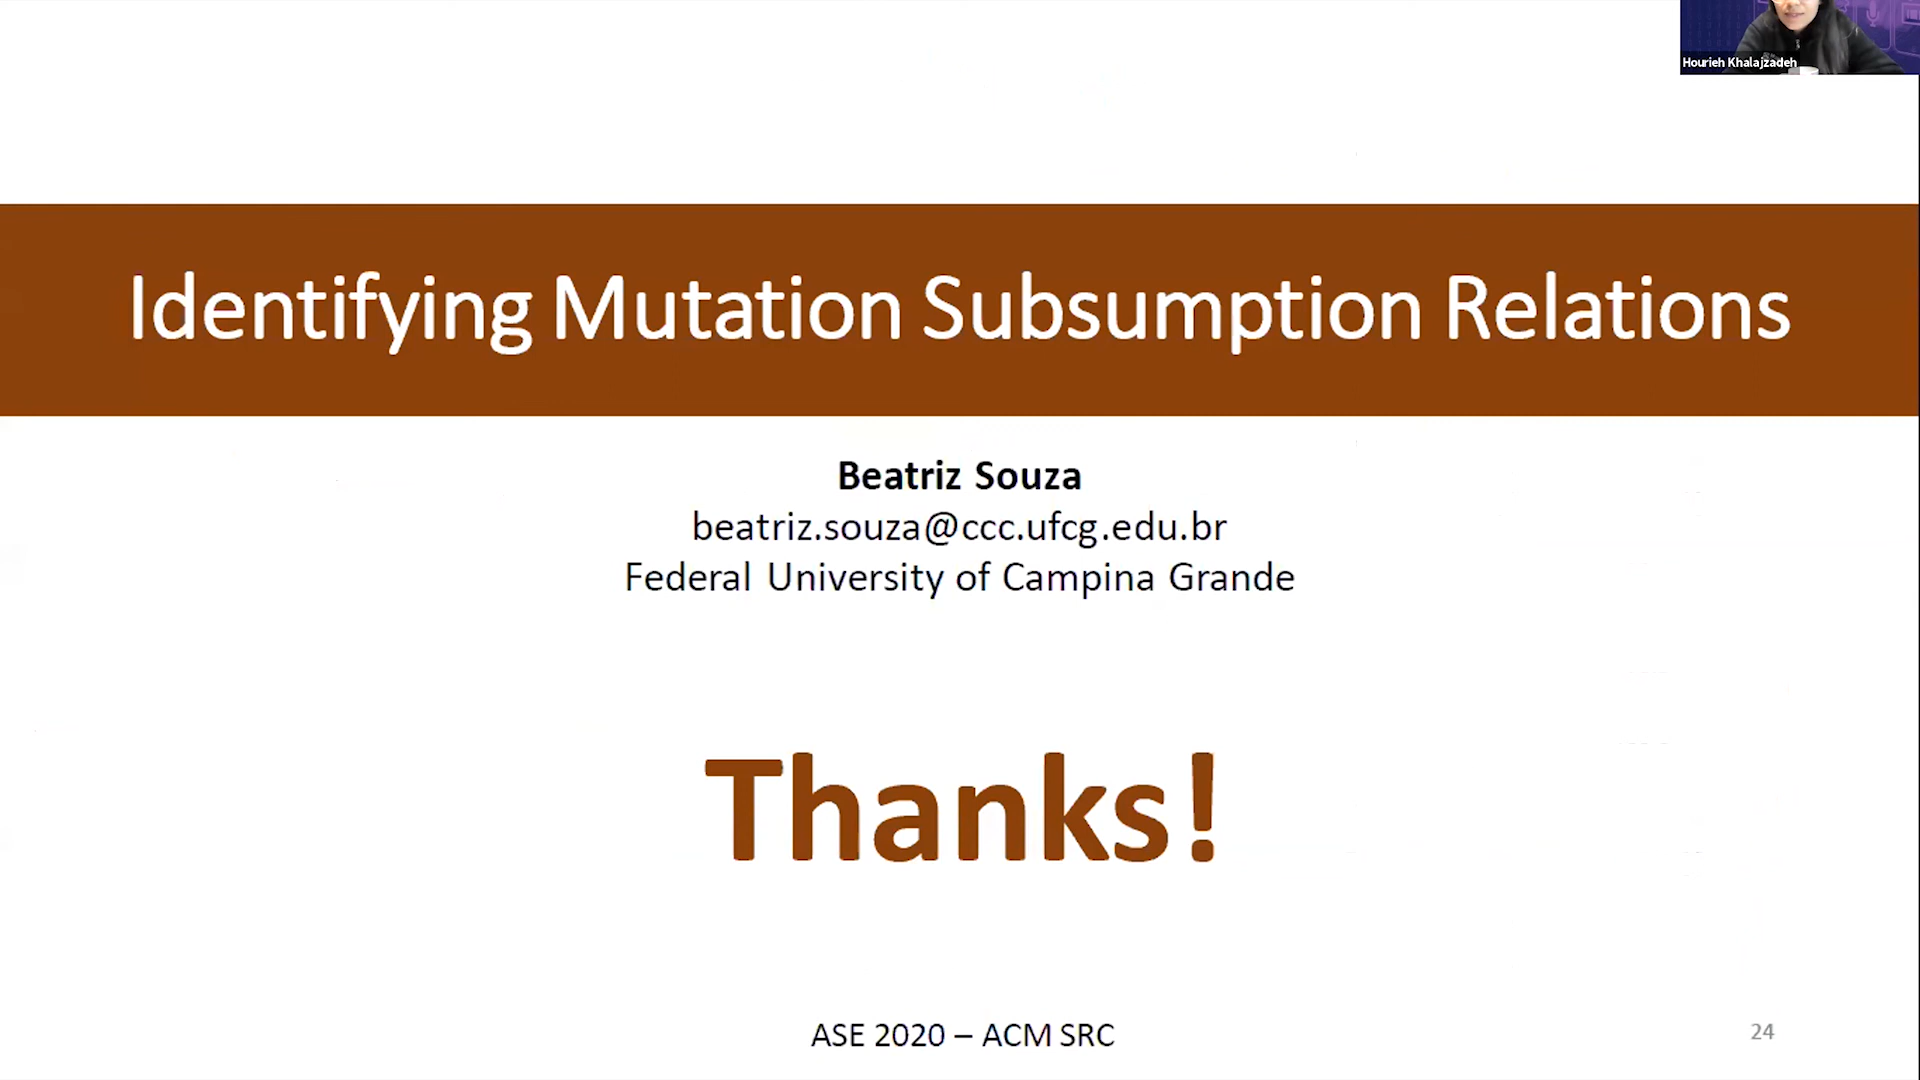 Hourieh Khalajzadeh
Identifying Mutation Subsumption Relations
Beatriz Souza
beatriz.souza@ccc.ufcg.edu.br
Federal University of Campina Grande
Thanks!
ASE 2020 – ACM SRC
24